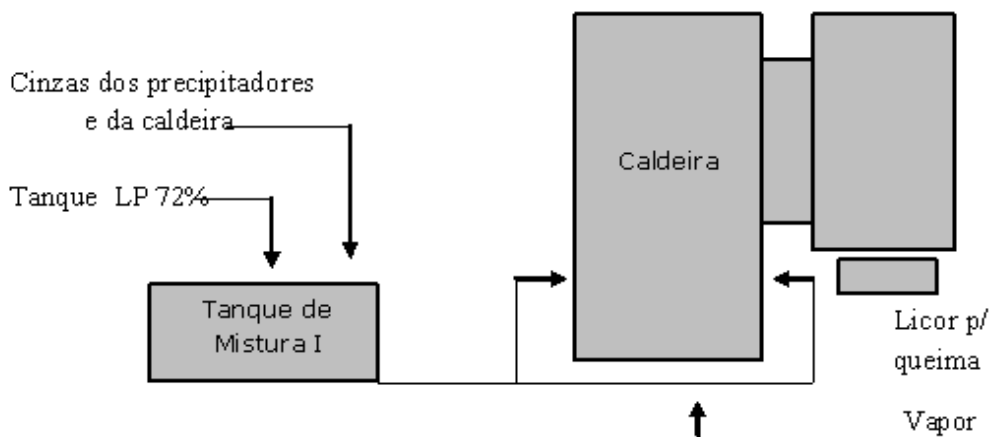 Cinzas dos precipitadores
e da caldeira
Tanque LP 72%
Tanque de
Mistura I
Caldeira
Licor p/
queima
Vapor